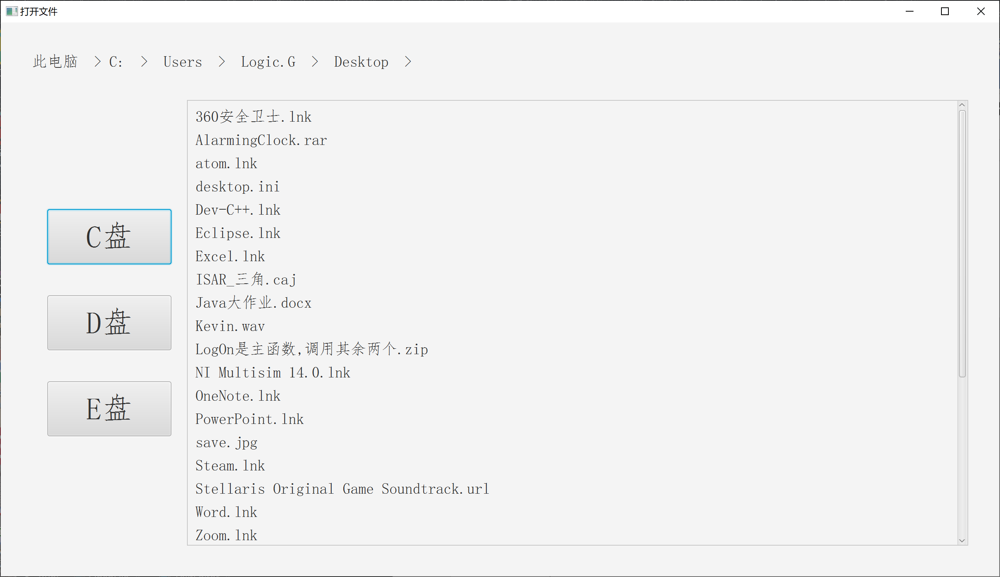 打开文件
此电脑 > C: > Users > Logic.G > Desktop >
360安全卫士.lnk
AlarmingClock.rar
atom.lnk
desktop.ini
Dev-C++.lnk
Eclipse.lnk
Excel.lnk
ISAR_三角.caj
Java大作业.docx
Kevin.wav
LogOn是主函数,调用其余两个.zip
NI Multisim 14.0.lnk
OneNote.lnk
PowerPoint.lnk
save.jpg
Steam.lnk
Stellaris Original Game Soundtrack.url
Word.lnk
Zoom.lnk
C盘
D盘
E盘